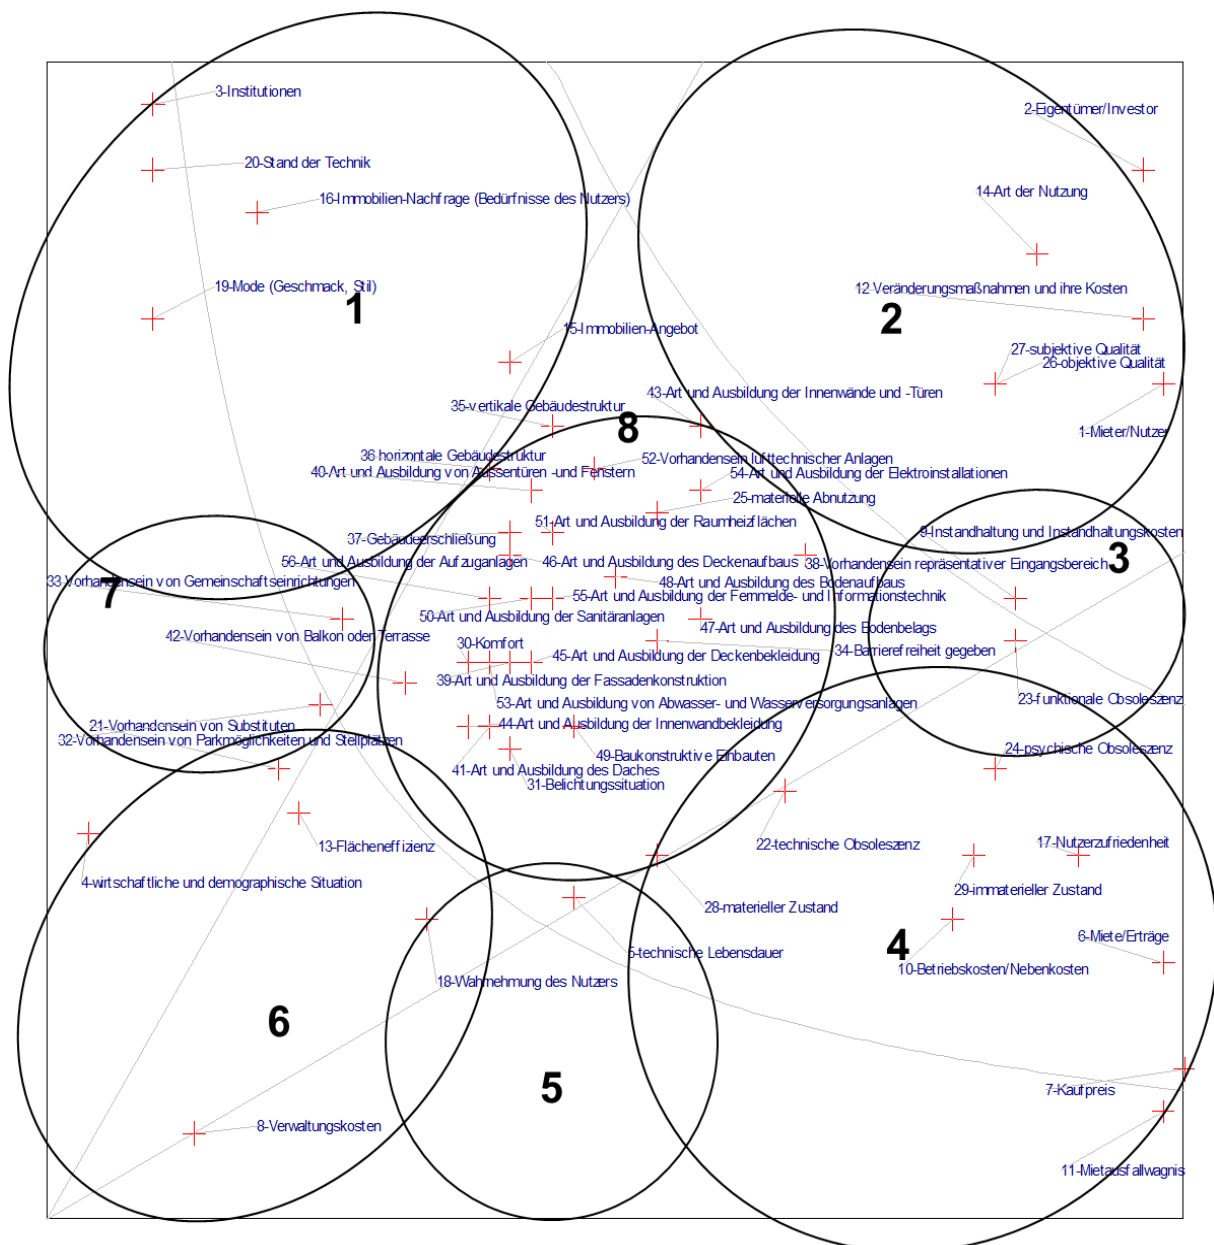 3-Institutionen
2-Eigentümer/Investor
20-Stand der Technik
14-Art der Nutzung
16-Immobilien-Nachfrage (Bedürfnisse des Nutzers)
19-Mode (Geschmack, Stil)
12-Veränderungsmaßnahmen und ihre Kosten
1
2
15-Immobilien-Angebot
27-subjektive Qualität
26-objektive Qualität
43-Art und Ausbildung der Innenwände und -Türen
35-vertikale Gebäudestruktur
8
1-Mieter/Nutzer
36-horizontale Gebäudestruktur
52-Vorhandensein lufttechnischer Anlagen
40-Art und Ausbildung von Aussentüren -und Fenstern
54-Art und Ausbildung der Elektroinstallationen
25-materielle Abnutzung
51-Art und Ausbildung der Raumheizflächen
9-Instandhaltung und Instandhaltungskosten
37-Gebäudeerschließung
3
56-Art und Ausbildung der Aufzuganlagen
46-Art und Ausbildung des Deckenaufbaus
38-Vorhandensein repräsentativer Eingangsbereich
33-Vorhandensein von Gemeinschaftseinrichtungen
48-Art und Ausbildung des Bodenaufbaus
7
55-Art und Ausbildung der Fernmelde- und Informationstechnik
50-Art und Ausbildung der Sanitäranlagen
47-Art und Ausbildung des Bodenbelags
42-Vorhandensein von Balkon oder Terrasse
30-Komfort
34-Barrierefreiheit gegeben
45-Art und Ausbildung der Deckenbekleidung
39-Art und Ausbildung der Fassadenkonstruktion
23-funktionale Obsoleszenz
53-Art und Ausbildung von Abwasser- und Wasserversorgungsanlagen
21-Vorhandensein von Substituten
44-Art und Ausbildung der Innenwandbekleidung
32-Vorhandensein von Parkmöglichkeiten und Stellplätzen
24-psychische Obsoleszenz
49-Baukonstruktive Einbauten
41-Art und Ausbildung des Daches
31-Belichtungssituation
13-Flächeneffizienz
22-technische Obsoleszenz
17-Nutzerzufriedenheit
4-wirtschaftliche und demographische Situation
29-immaterieller Zustand
28-materieller Zustand
6-Miete/Erträge
4
5-technische Lebensdauer
10-Betriebskosten/Nebenkosten
18-Wahrnehmung des Nutzers
6
5
7-Kaufpreis
8-Verwaltungskosten
11-Mietausfallwagnis